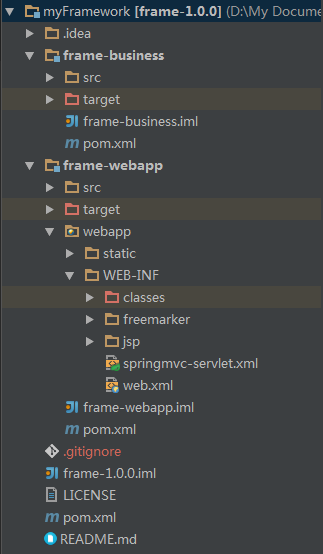 myFramework [frame-1.0.0] (D:\My Docume
.idea
frame-business
src
target
frame-business.iml
pom.xml
frame-webapp
src
target
webapp
static
WEB-INF
classes
freemarker
jsp
springmvc-servlet.xml
web.xml
frame-webapp.iml
pom.xml
.gitignore
frame-1.0.0.iml
LICENSE
pom.xml
README.md